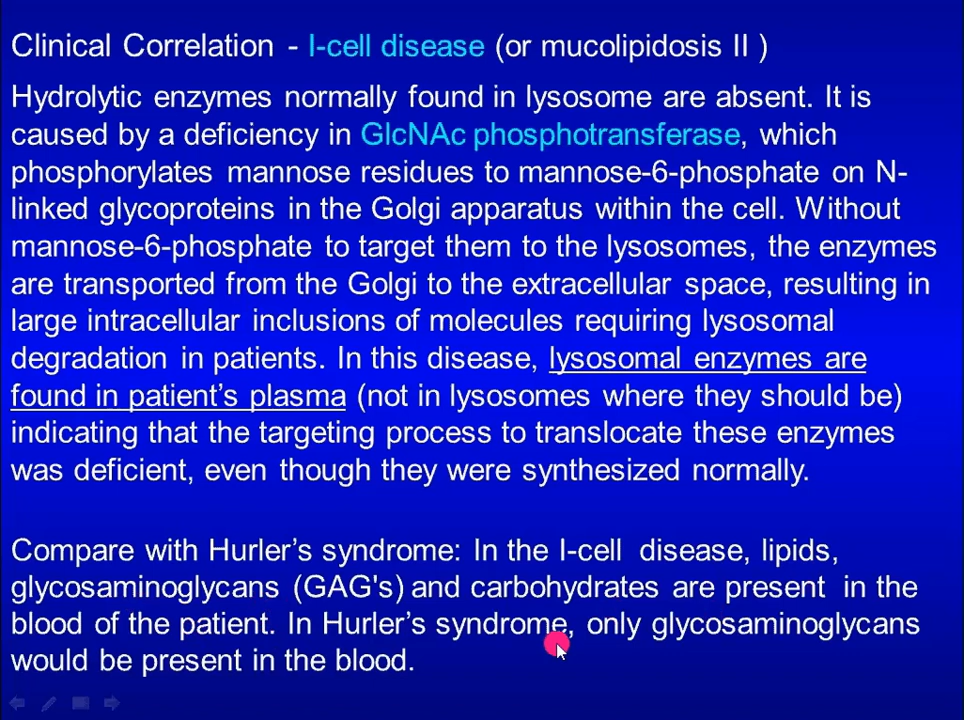 Clinical Correlation - I-cell disease (or mucolipidosis II )
Hydrolytic enzymes normally found in lysosome are absent. It is
caused by a deficiency in GlcNAc phosphotransferase, which
phosphorylates mannose residues to mannose-6-phosphate on N-
linked glycoproteins in the Golgi apparatus within the cell. Without
mannose-6-phosphate to target them to the lysosomes, the enzymes
are transported from the Golgi to the extracellular space, resulting in
large intracellular inclusions of molecules requiring lysosomal
degradation in patients. In this disease, lysosomal enzymes are
found in patient's plasma (not in lysosomes where they should be)
indicating that the targeting process to translocate these enzymes
was deficient, even though they were synthesized normally.
Compare with Hurler's syndrome: In the I-cell disease, lipids,
glycosaminoglycans (GAG's) and carbohydrates are present in the
blood of the patient. In Hurler's syndrome, only glycosaminoglycans
would be present in the blood.